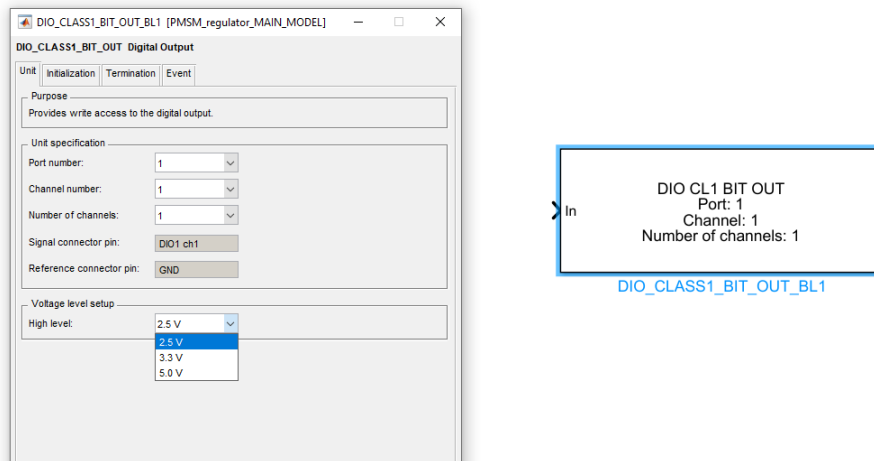 DIO_CLASS1_BIT_OUT_BL1 [PMSM_regulator_MAIN_MODEL]
DIO_CLASS1_BIT_OUT Digital Output
Unit Initialization Termination Event
Purpose
Provides write access to the digital output.
Unit specification
Port number: 1
Channel number: 1
Number of channels: 1
Signal connector pin: DIO1 ch1
Reference connector pin: GND
Voltage level setup
High level: 2.5 V
2.5 V
3.3 V
5.0 V
In
DIO CL1 BIT OUT
Port: 1
Channel: 1
Number of channels: 1
DIO_CLASS1_BIT_OUT_BL1